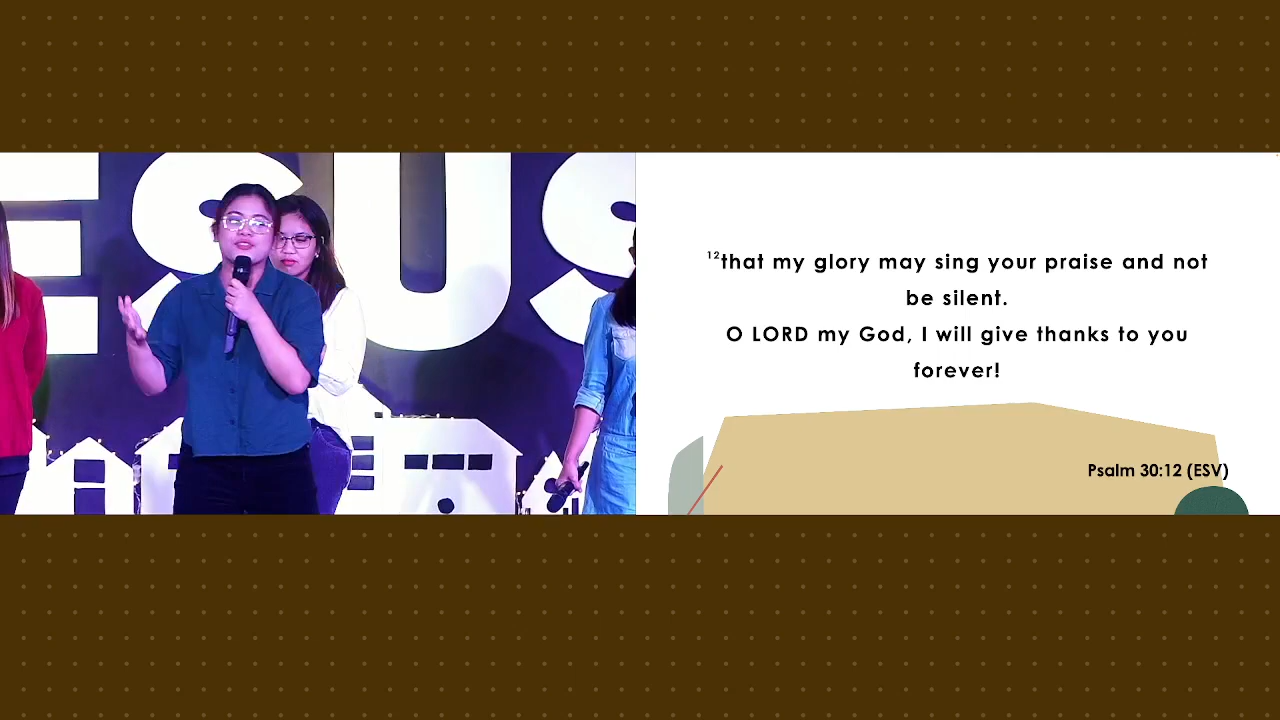 ESUS
¹²that my glory may sing your praise and not
be silent.
O LORD my God, I will give thanks to you
forever!
Psalm 30:12 (ESV)